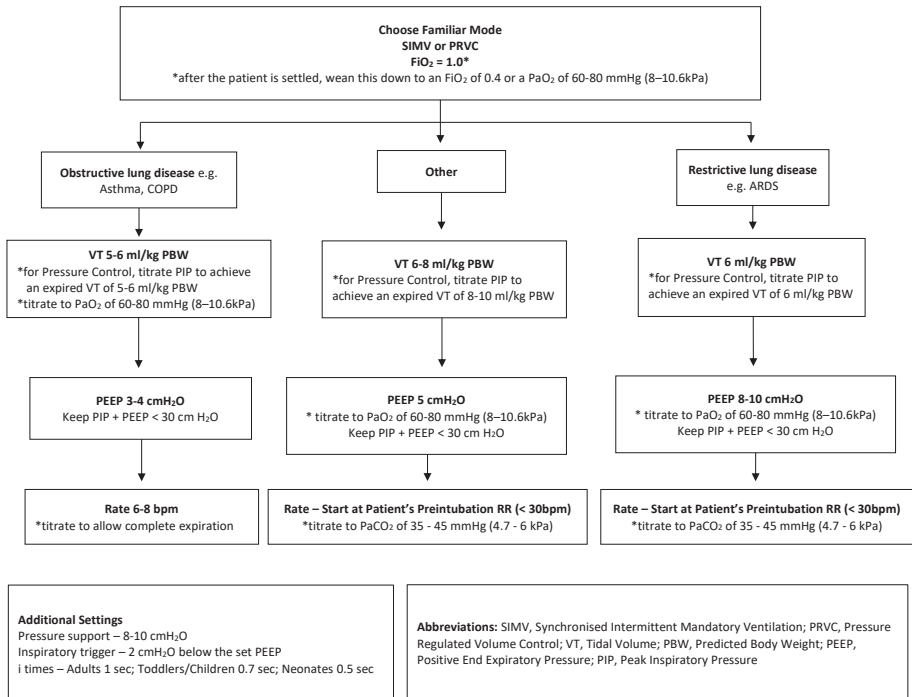 Choose Familiar Mode
SIMV or PRVC
FiO₂ = 1.0*
*after the patient is settled, wean this down to an FiO₂ of 0.4 or a PaO₂ of 60-80 mmHg (8–10.6kPa)
Obstructive lung disease e.g.
Asthma, COPD
Other
Restrictive lung disease
e.g. ARDS
VT 5-6 ml/kg PBW
*for Pressure Control, titrate PIP to achieve
an expired VT of 5-6 ml/kg PBW
*titrate to PaO₂ of 60-80 mmHg (8–10.6kPa)
VT 6-8 ml/kg PBW
*for Pressure Control, titrate PIP to
achieve an expired VT of 8-10 ml/kg PBW
VT 6 ml/kg PBW
*for Pressure Control, titrate PIP to
achieve an expired VT of 6 ml/kg PBW
PEEP 3-4 cmH₂O
Keep PIP + PEEP < 30 cm H₂O
PEEP 5 cmH₂O
* titrate to PaO₂ of 60-80 mmHg (8–10.6kPa)
Keep PIP + PEEP < 30 cm H₂O
PEEP 8-10 cmH₂O
* titrate to PaO₂ of 60-80 mmHg (8–10.6kPa)
Keep PIP + PEEP < 30 cm H₂O
Rate 6-8 bpm
*titrate to allow complete expiration
Rate – Start at Patient's Preintubation RR (< 30bpm)
*titrate to PaCO₂ of 35 - 45 mmHg (4.7 - 6 kPa)
Rate – Start at Patient's Preintubation RR (< 30bpm)
*titrate to PaCO₂ of 35 - 45 mmHg (4.7 - 6 kPa)
Additional Settings
Pressure support – 8-10 cmH₂O
Inspiratory trigger – 2 cmH₂O below the set PEEP
i times – Adults 1 sec; Toddlers/Children 0.7 sec; Neonates 0.5 sec
Abbreviations: SIMV, Synchronised Intermittent Mandatory Ventilation; PRVC, Pressure
Regulated Volume Control; VT, Tidal Volume; PBW, Predicted Body Weight; PEEP,
Positive End Expiratory Pressure; PIP, Peak Inspiratory Pressure